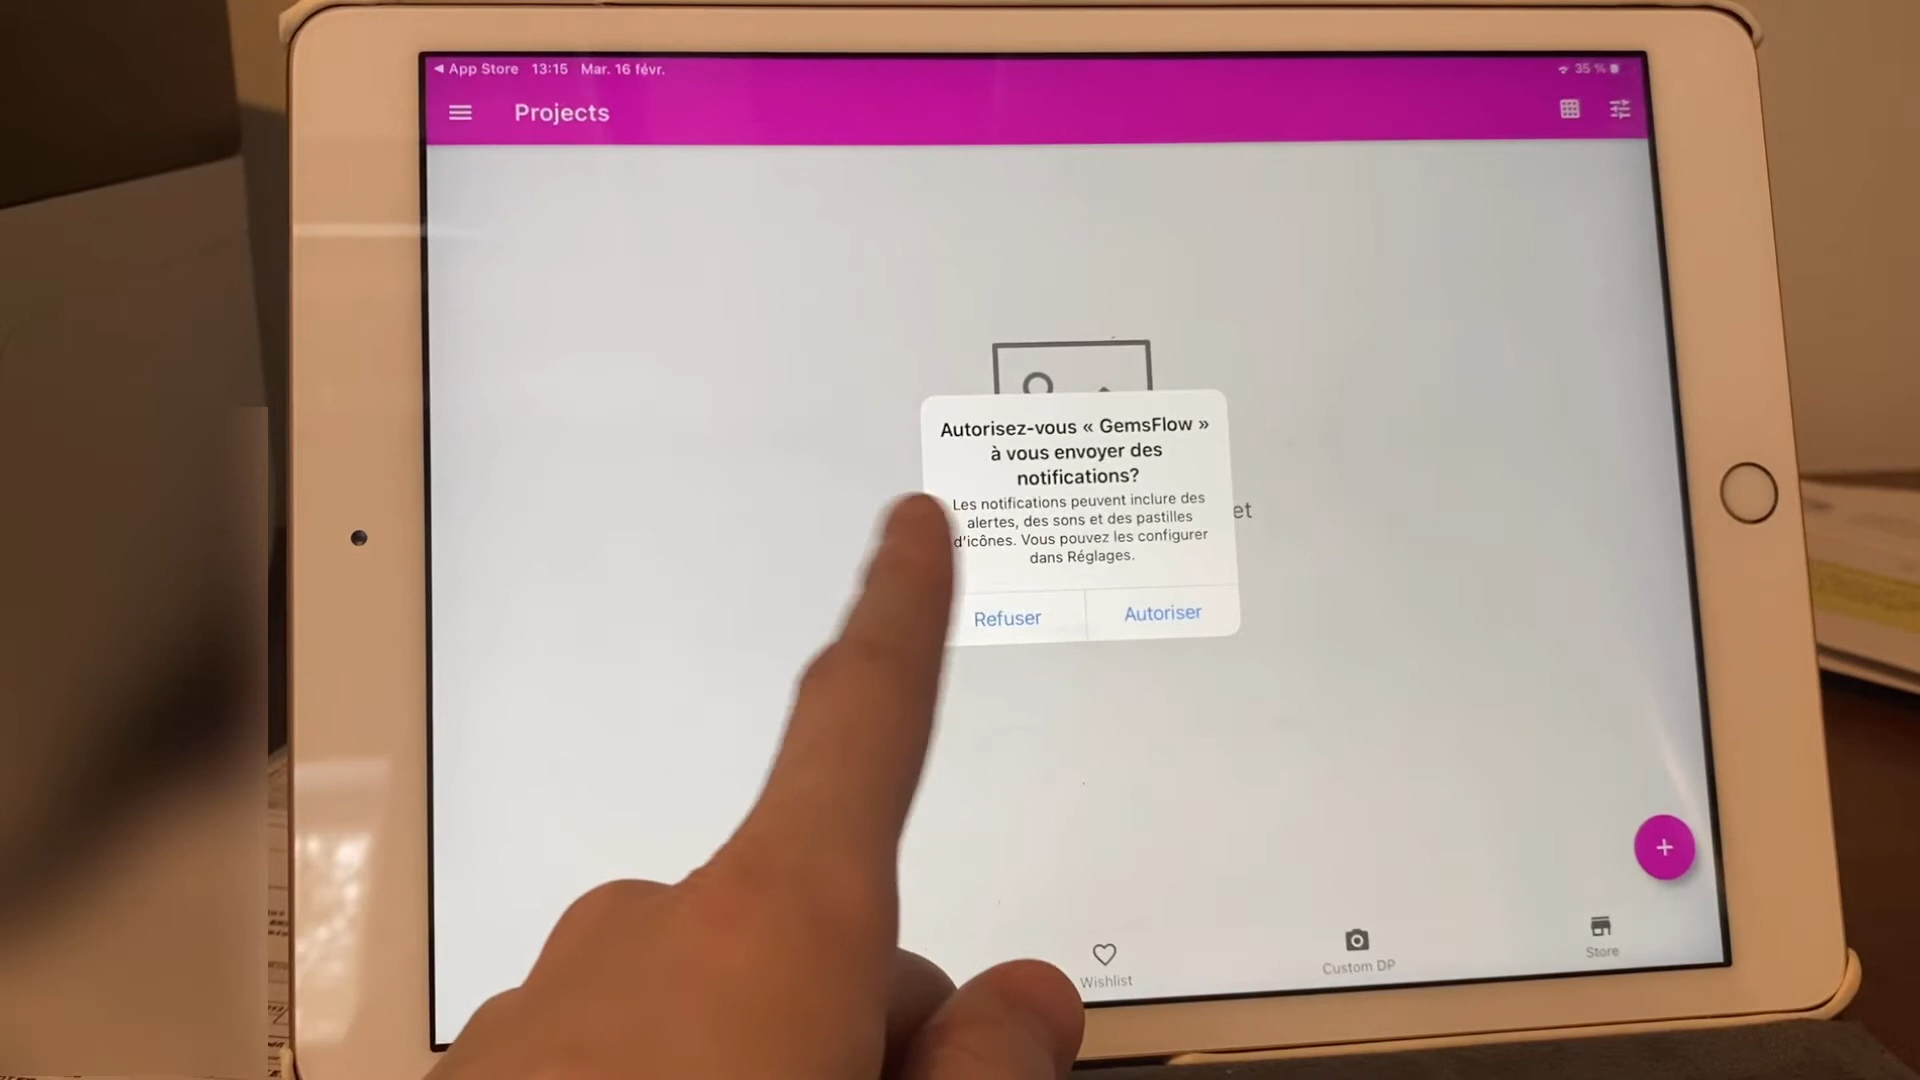 ◀ App Store 13:15 Mar. 16 févr.
35 %
Projects
Autorisez-vous « GemsFlow »
à vous envoyer des
notifications?
Les notifications peuvent inclure des
alertes, des sons et des pastilles
d'icônes. Vous pouvez les configurer
dans Réglages.
et
Refuser
Autoriser
Wishlist
Custom DP
Store